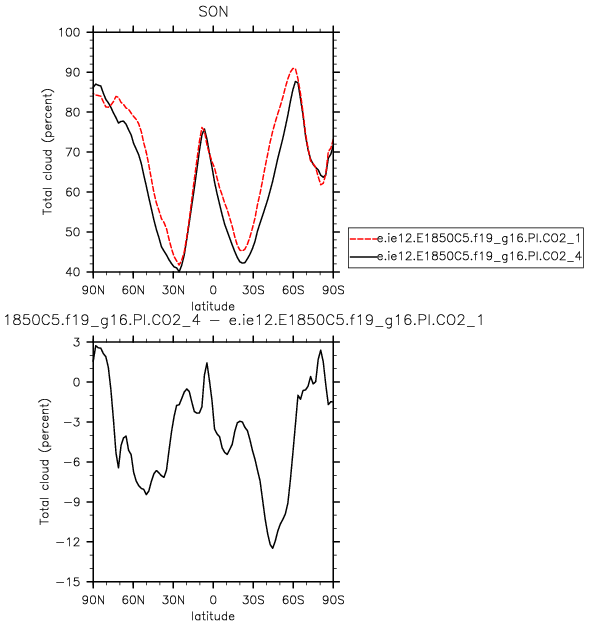 SON
100
90
80
70
60
50
40
Total cloud (percent)
90N 60N 30N 0 30S 60S 90S
latitude
e.ie12.E1850C5.f19_g16.PI.CO2_1
e.ie12.E1850C5.f19_g16.PI.CO2_4
1850C5.f19_g16.PI.CO2_4 − e.ie12.E1850C5.f19_g16.PI.CO2_1
3
0
−3
−6
−9
−12
−15
Total cloud (percent)
90N 60N 30N 0 30S 60S 90S
latitude